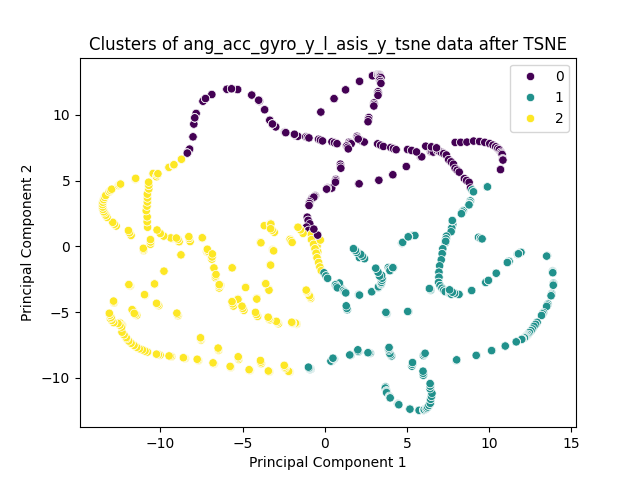 Clusters of ang_acc_gyro_y_l_asis_y_tsne data after TSNE
0
1
2
10
5
0
−5
−10
Principal Component 2
−10 −5 0 5 10 15
Principal Component 1